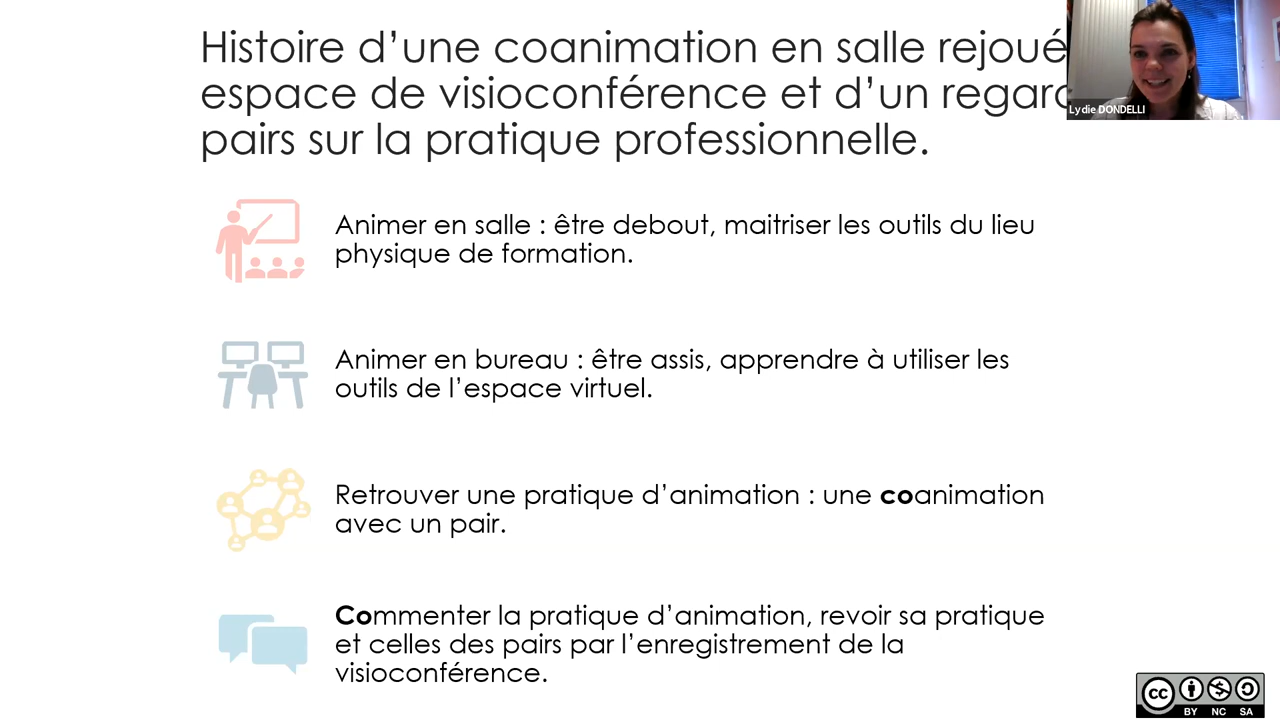 Histoire d’une coanimation en salle rejoué
espace de visioconférence et d’un regard
pairs sur la pratique professionnelle.
Lydie DONDELLI
Animer en salle : être debout, maitriser les outils du lieu
physique de formation.
Animer en bureau : être assis, apprendre à utiliser les
outils de l’espace virtuel.
Retrouver une pratique d’animation : une coanimation
avec un pair.
Commenter la pratique d’animation, revoir sa pratique
et celles des pairs par l’enregistrement de la
visioconférence.
cc
BY NC SA